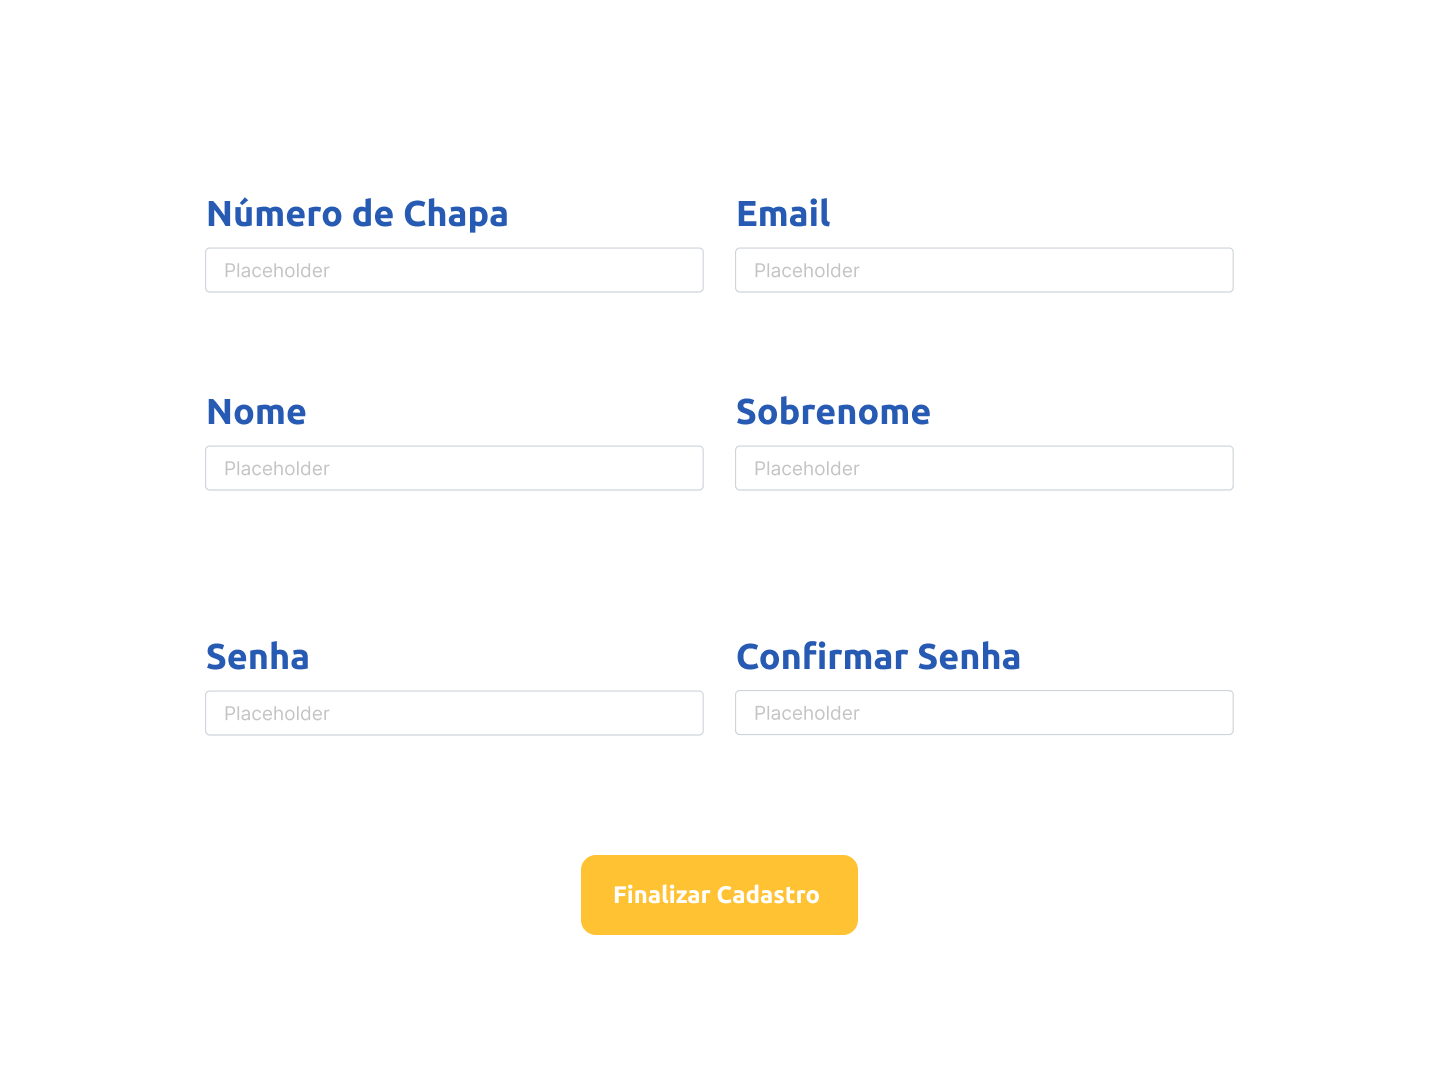 Número de Chapa
Email
Placeholder
Placeholder
Nome
Sobrenome
Placeholder
Placeholder
Senha
Confirmar Senha
Placeholder
Placeholder
Finalizar Cadastro